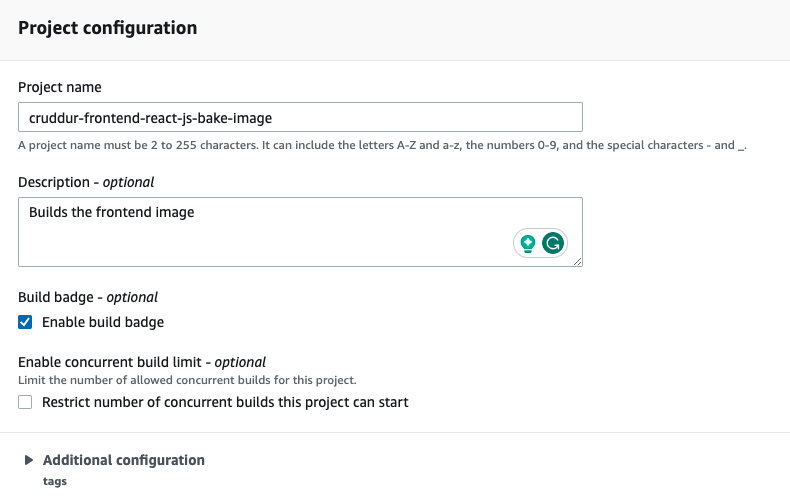 Project configuration
Project name
cruddur-frontend-react-js-bake-image
A project name must be 2 to 255 characters. It can include the letters A-Z and a-z, the numbers 0-9, and the special characters - and _.
Description - optional
Builds the frontend image
Build badge - optional
Enable build badge
Enable concurrent build limit - optional
Limit the number of allowed concurrent builds for this project.
Restrict number of concurrent builds this project can start
Additional configuration
tags